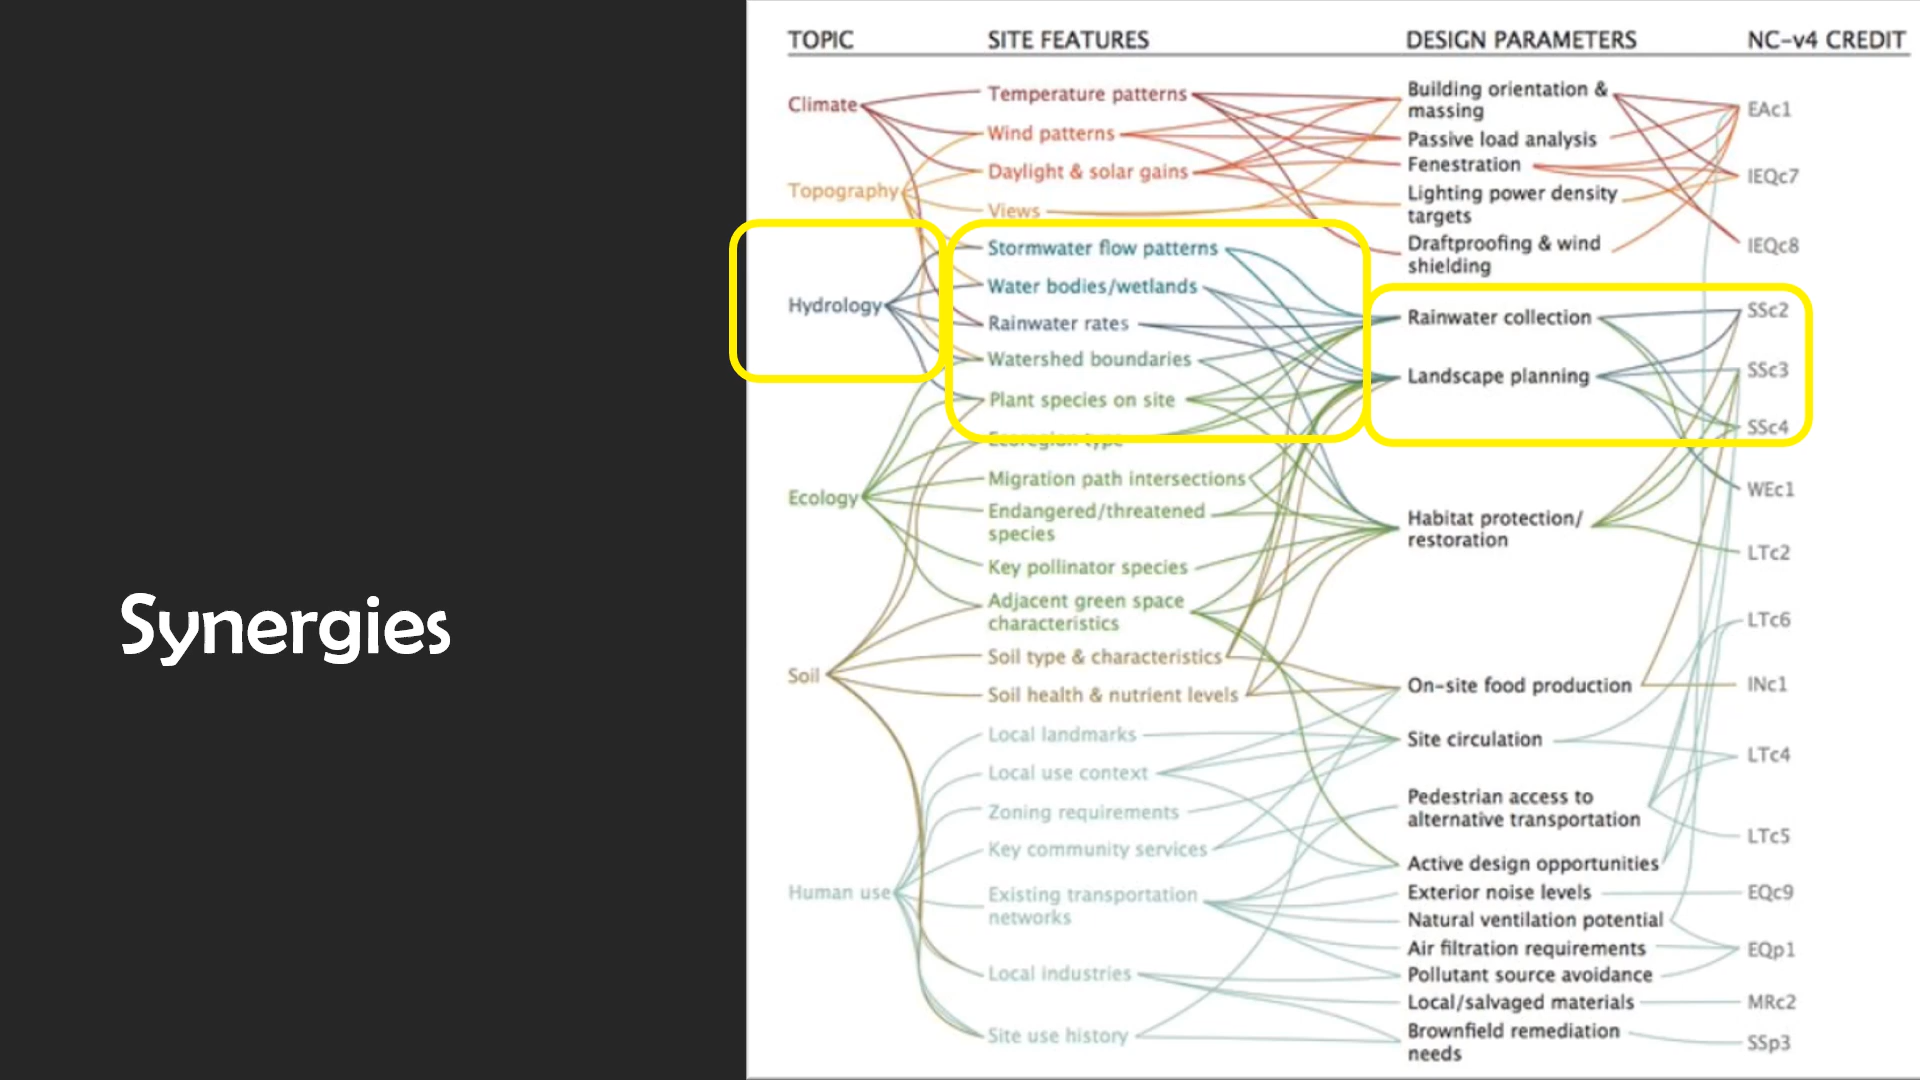 Synergies
TOPIC
SITE FEATURES
DESIGN PARAMETERS
NC-v4 CREDIT
Climate
Topography
Hydrology
Ecology
Soil
Human use
Temperature patterns
Wind patterns
Daylight & solar gains
Views
Stormwater flow patterns
Water bodies/wetlands
Rainwater rates
Watershed boundaries
Plant species on site
Ecoregion type
Migration path intersections
Endangered/threatened
species
Key pollinator species
Adjacent green space
characteristics
Soil type & characteristics
Soil health & nutrient levels
Local landmarks
Local use context
Zoning requirements
Key community services
Existing transportation
networks
Local industries
Site use history
Building orientation &
massing
Passive load analysis
Fenestration
Lighting power density
targets
Draftproofing & wind
shielding
Rainwater collection
Landscape planning
Habitat protection/
restoration
On-site food production
Site circulation
Pedestrian access to
alternative transportation
Active design opportunities
Exterior noise levels
Natural ventilation potential
Air filtration requirements
Pollutant source avoidance
Local/salvaged materials
Brownfield remediation
needs
EAc1
IEQc7
IEQc8
SSc2
SSc3
SSc4
WEc1
LTc2
LTc6
INc1
LTc4
LTc5
EQc9
EQp1
MRc2
SSp3